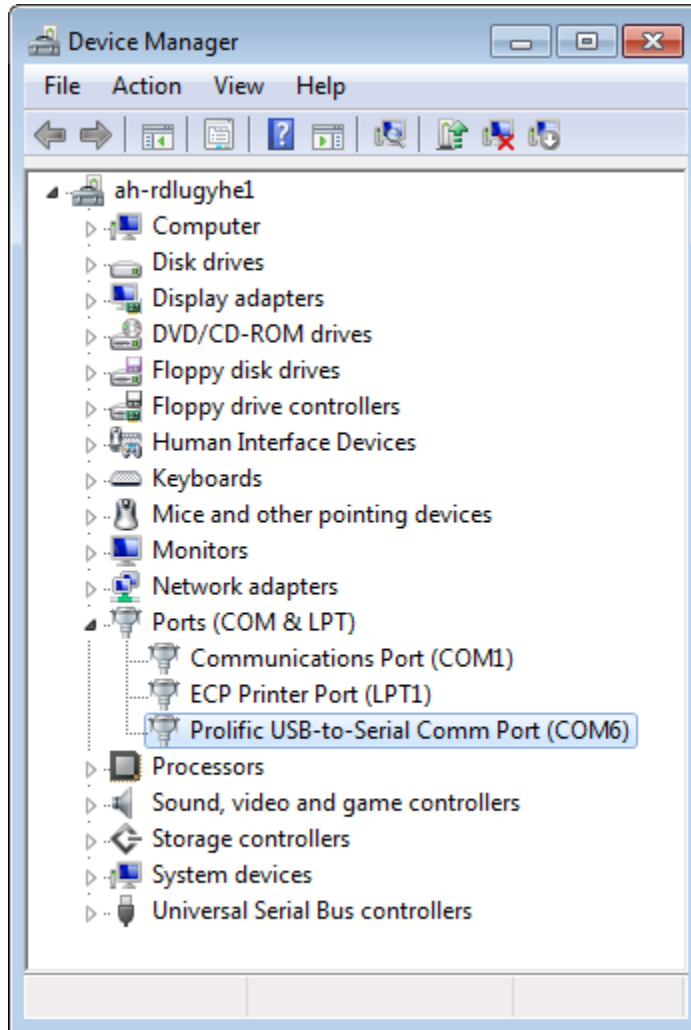 Device Manager
File Action View Help
ah-rdlugyhe1
Computer
Disk drives
Display adapters
DVD/CD-ROM drives
Floppy disk drives
Floppy drive controllers
Human Interface Devices
Keyboards
Mice and other pointing devices
Monitors
Network adapters
Ports (COM & LPT)
Communications Port (COM1)
ECP Printer Port (LPT1)
Prolific USB-to-Serial Comm Port (COM6)
Processors
Sound, video and game controllers
Storage controllers
System devices
Universal Serial Bus controllers